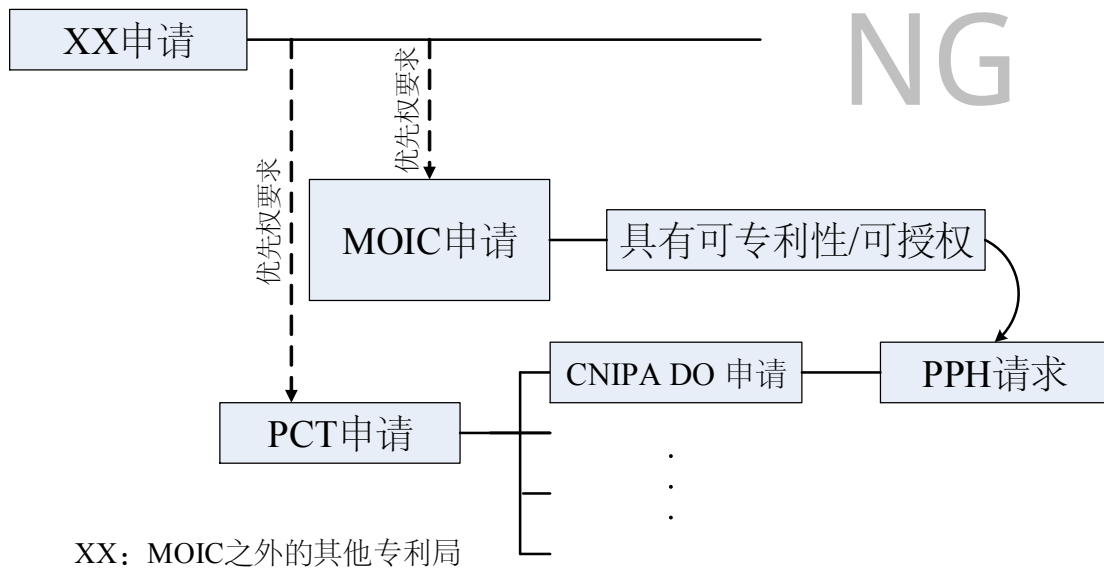 XX申请
NG
优先权要求
优先权要求
MOIC申请
具有可专利性/可授权
CNIPA DO 申请
PPH请求
PCT申请
XX：MOIC之外的其他专利局